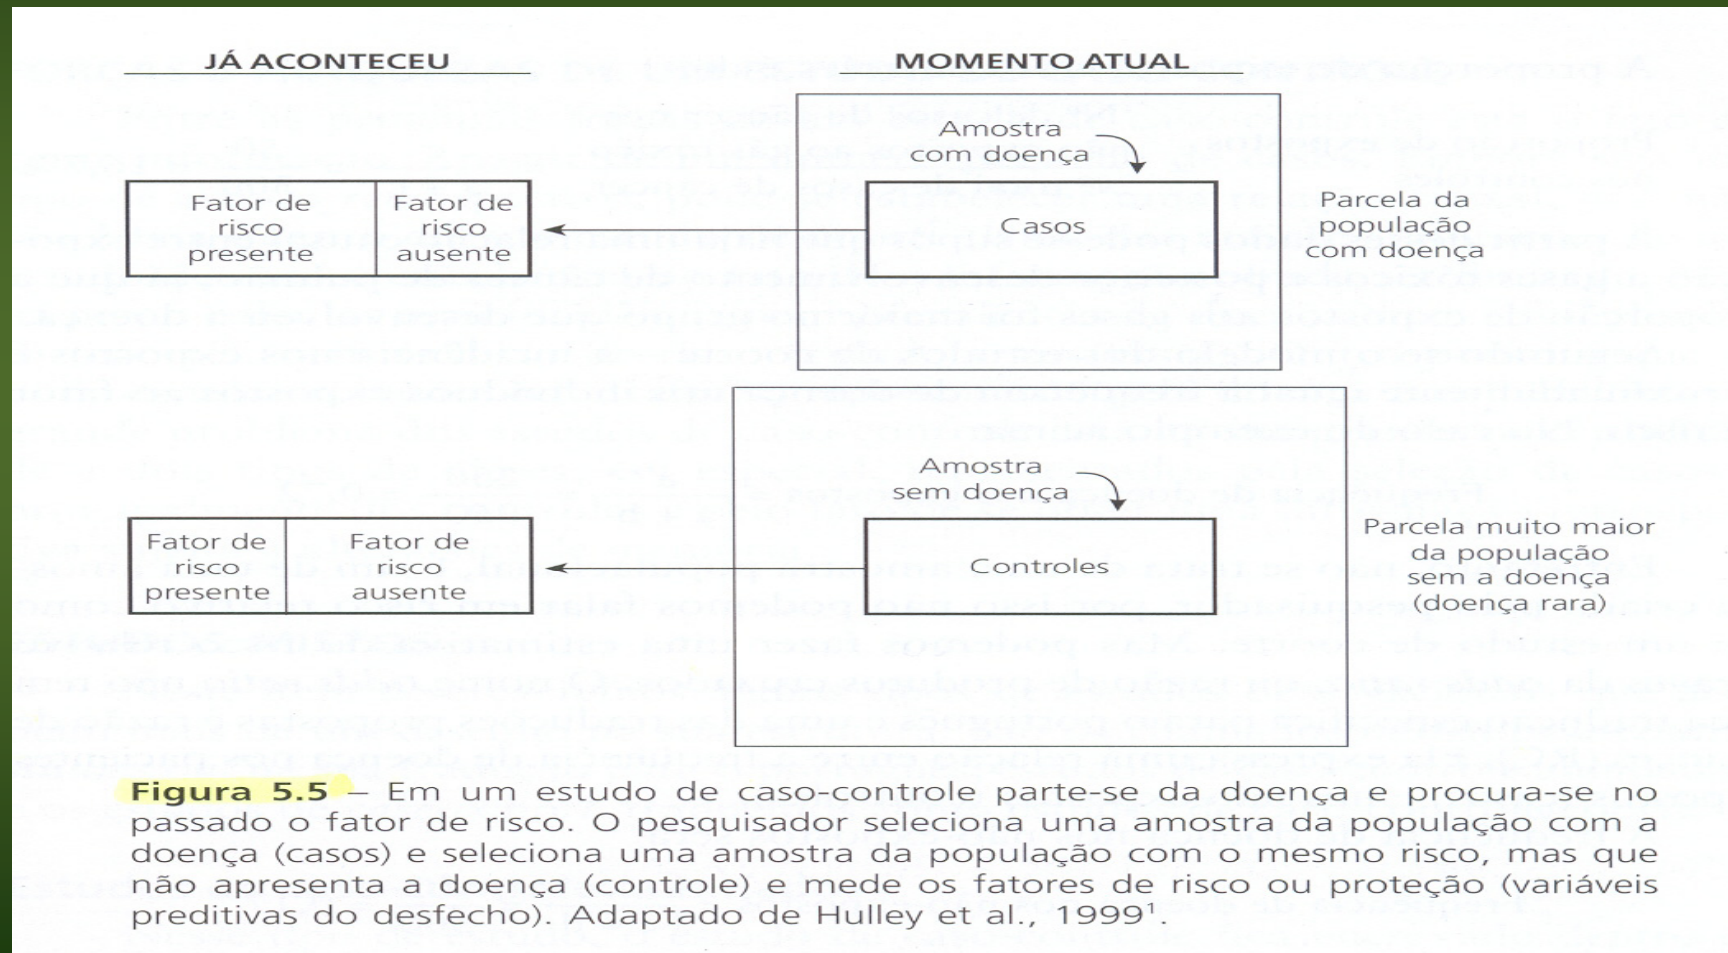 JÁ ACONTECEU
MOMENTO ATUAL
Amostra
com doença
Fator de
risco
presente
Fator de
risco
ausente
Casos
Parcela da
população
com doença
Amostra
sem doença
Fator de
risco
presente
Fator de
risco
ausente
Controles
Parcela muito maior
da população
sem a doença
(doença rara)
Figura 5.5 – Em um estudo de caso-controle parte-se da doença e procura-se no
passado o fator de risco. O pesquisador seleciona uma amostra da população com a
doença (casos) e seleciona uma amostra da população com o mesmo risco, mas que
não apresenta a doença (controle) e mede os fatores de risco ou proteção (variáveis
preditivas do desfecho). Adaptado de Hulley et al., 1999¹.